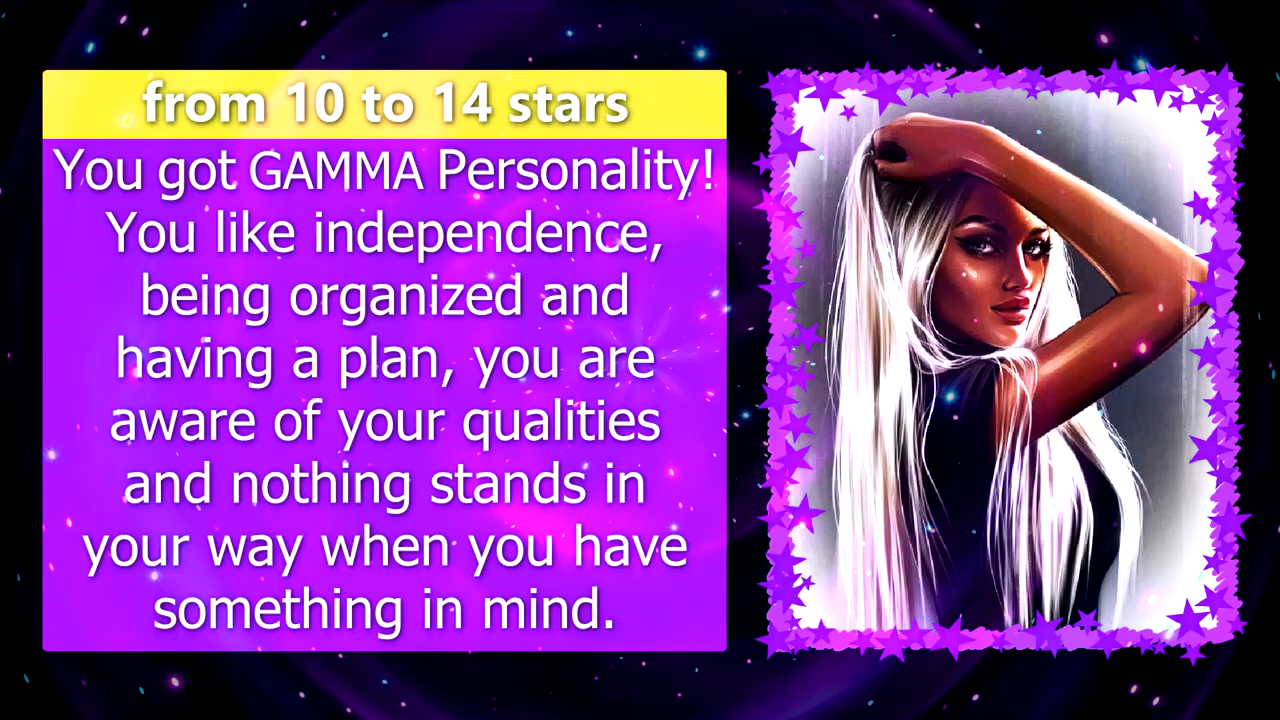 from 10 to 14 stars
You got GAMMA Personality!
You like independence,
being organized and
having a plan, you are
aware of your qualities
and nothing stands in
your way when you have
something in mind.